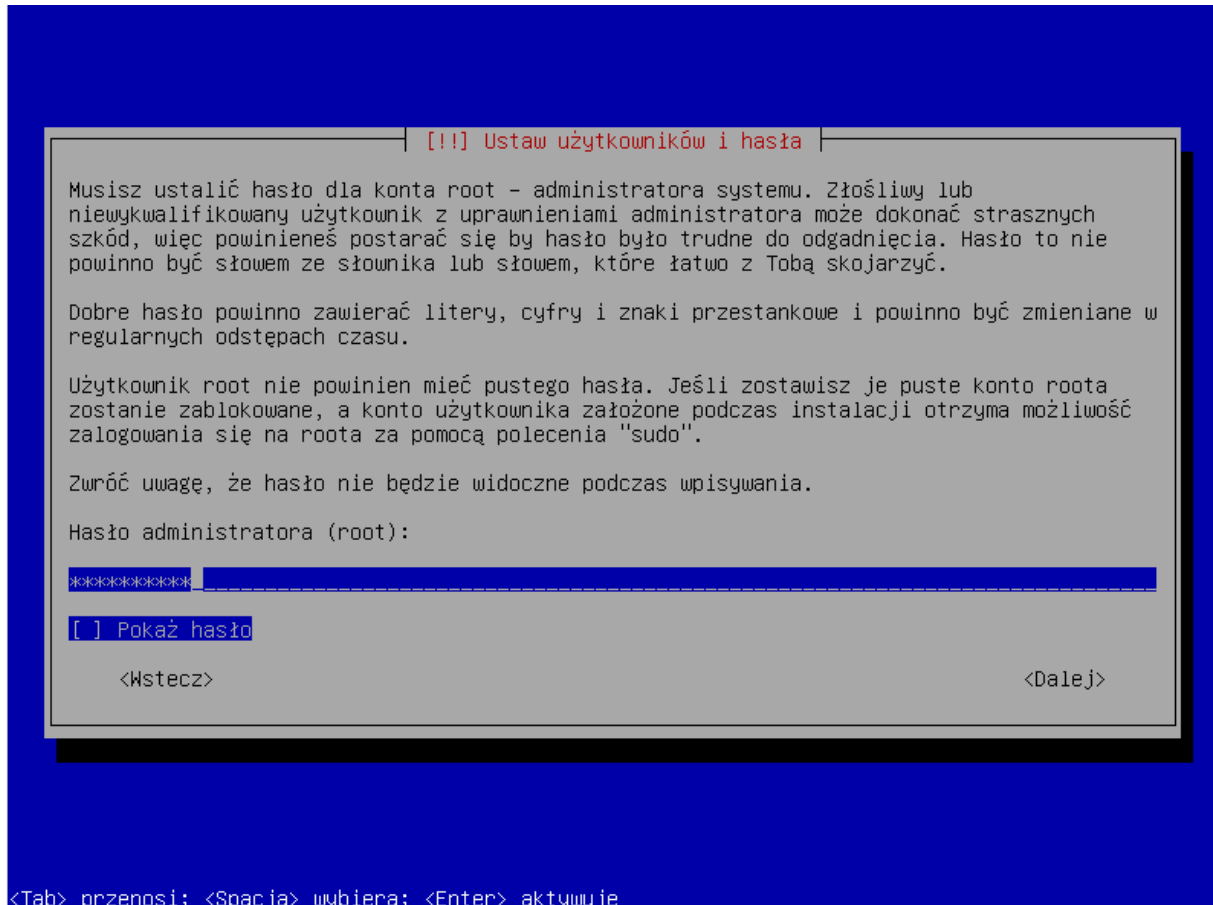 [!!] Ustaw użytkowników i hasła
Musisz ustalić hasło dla konta root – administratora systemu. Złośliwy lub
niewykwalifikowany użytkownik z uprawnieniami administratora może dokonać strasznych
szkód, więc powinieneś postarać się by hasło było trudne do odgadnięcia. Hasło to nie
powinno być słowem ze słownika lub słowem, które łatwo z Tobą skojarzyć.
Dobre hasło powinno zawierać litery, cyfry i znaki przestankowe i powinno być zmieniane w
regularnych odstępach czasu.
Użytkownik root nie powinien mieć pustego hasła. Jeśli zostawisz je puste konto roota
zostanie zablokowane, a konto użytkownika założone podczas instalacji otrzyma możliwość
zalogowania się na roota za pomocą polecenia "sudo".
Zwróć uwagę, że hasło nie będzie widoczne podczas wpisywania.
Hasło administratora (root):
**********
[ ] Pokaż hasło
<Wstecz> <Dalej>
<Tab> przenosi; <Spacja> wybiera; <Enter> aktywuje